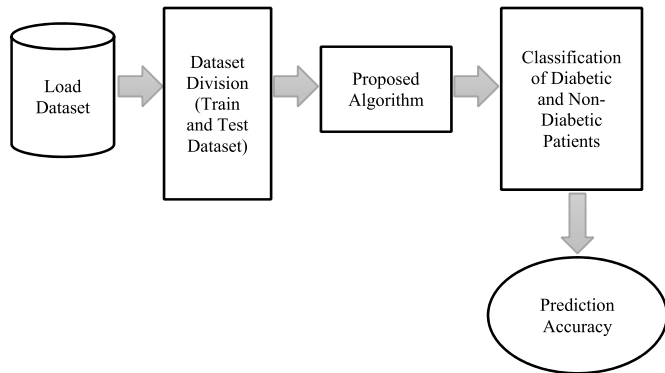 Load
Dataset
Dataset
Division
(Train
and Test
Dataset)
Proposed
Algorithm
Classification
of Diabetic
and Non-
Diabetic
Patients
Prediction
Accuracy